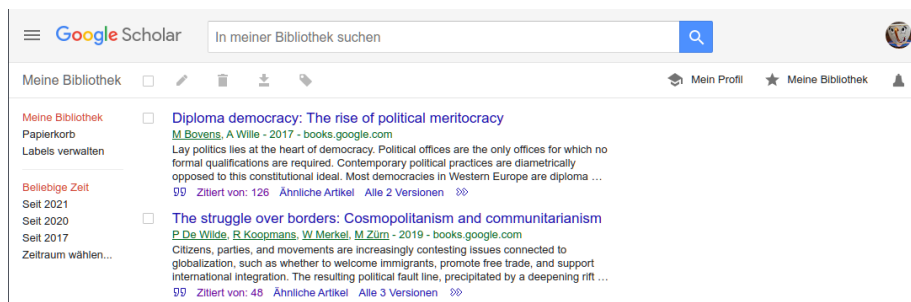 Google Scholar
In meiner Bibliothek suchen
Meine Bibliothek
Mein Profil
Meine Bibliothek
Meine Bibliothek
Papierkorb
Labels verwalten
Beliebige Zeit
Seit 2021
Seit 2020
Seit 2017
Zeitraum wählen...
Diploma democracy: The rise of political meritocracy
M Bovens, A Wille - 2017 - books.google.com
Lay politics lies at the heart of democracy. Political offices are the only offices for which no
formal qualifications are required. Contemporary political practices are diametrically
opposed to this constitutional ideal. Most democracies in Western Europe are diploma …
Zitiert von: 126 Ähnliche Artikel Alle 2 Versionen
The struggle over borders: Cosmopolitanism and communitarianism
P De Wilde, R Koopmans, W Merkel, M Zürn - 2019 - books.google.com
Citizens, parties, and movements are increasingly contesting issues connected to
globalization, such as whether to welcome immigrants, promote free trade, and support
international integration. The resulting political fault line, precipitated by a deepening rift …
Zitiert von: 48 Ähnliche Artikel Alle 3 Versionen